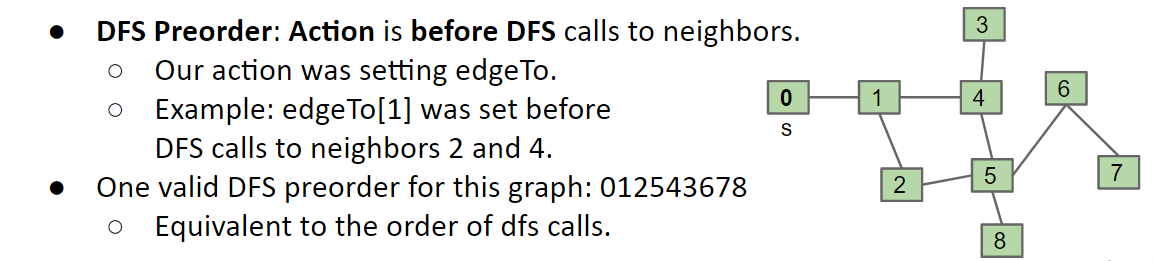 ● DFS Preorder: Action is before DFS calls to neighbors.
○ Our action was setting edgeTo.
○ Example: edgeTo[1] was set before
DFS calls to neighbors 2 and 4.
● One valid DFS preorder for this graph: 012543678
○ Equivalent to the order of dfs calls.
3
0 1 4 6
s
2 5 7
8